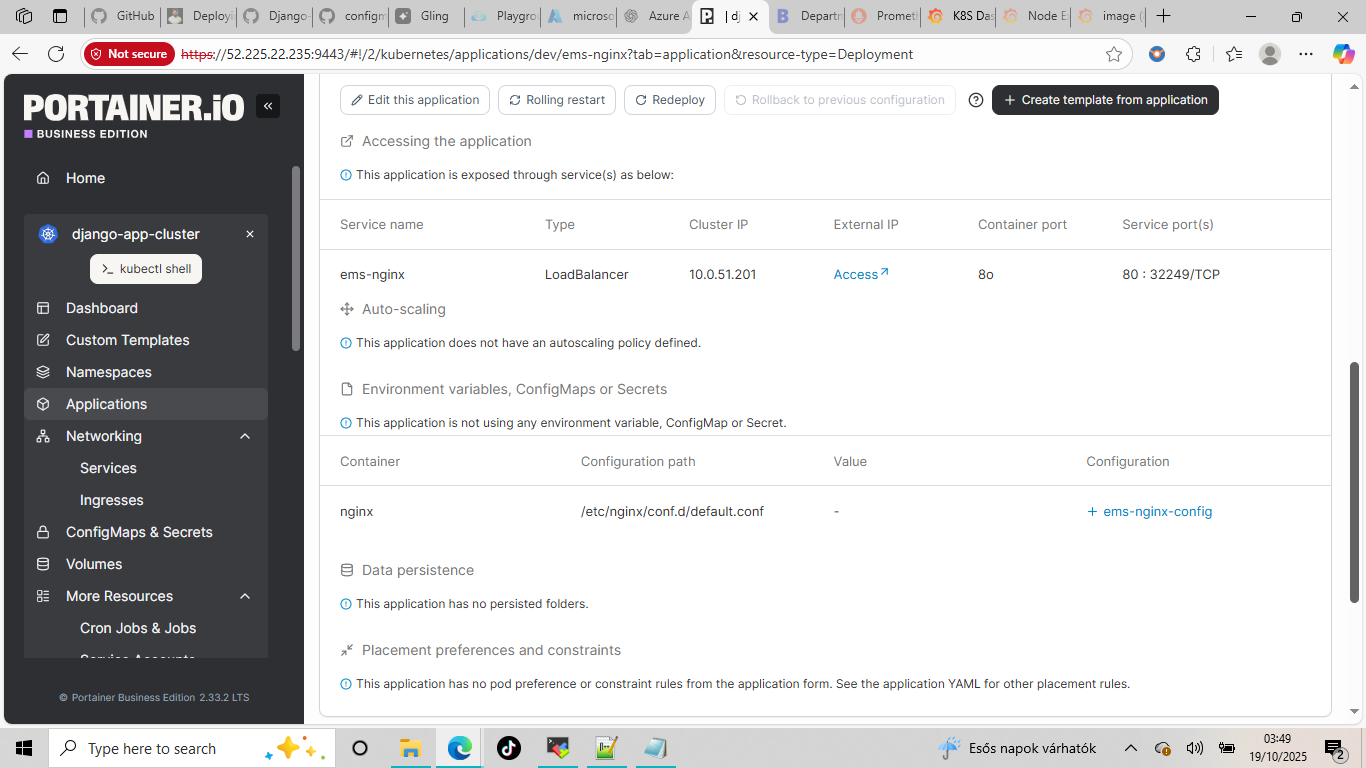 GitHub
Deployi
Django-
configm
Gling
Playgro
microso
Azure A
| dj
Departm
Prometh
K8S Das
Node E
image (
Not secure
https://52.225.22.235:9443/#!/2/kubernetes/applications/dev/ems-nginx?tab=application&resource-type=Deployment
PORTAINER.iO
BUSINESS EDITION
Home
django-app-cluster
kubectl shell
Dashboard
Custom Templates
Namespaces
Applications
Networking
Services
Ingresses
ConfigMaps & Secrets
Volumes
More Resources
Cron Jobs & Jobs
Service Accounts
© Portainer Business Edition 2.33.2 LTS
Edit this application
Rolling restart
Redeploy
Rollback to previous configuration
Create template from application
Accessing the application
This application is exposed through service(s) as below:
Service name Type Cluster IP External IP Container port Service port(s)
ems-nginx LoadBalancer 10.0.51.201 Access 8o 80 : 32249/TCP
Auto-scaling
This application does not have an autoscaling policy defined.
Environment variables, ConfigMaps or Secrets
This application is not using any environment variable, ConfigMap or Secret.
Container Configuration path Value Configuration
nginx /etc/nginx/conf.d/default.conf - + ems-nginx-config
Data persistence
This application has no persisted folders.
Placement preferences and constraints
This application has no pod preference or constraint rules from the application form. See the application YAML for other placement rules.
Type here to search
Esős napok várhatók
03:49
19/10/2025
2